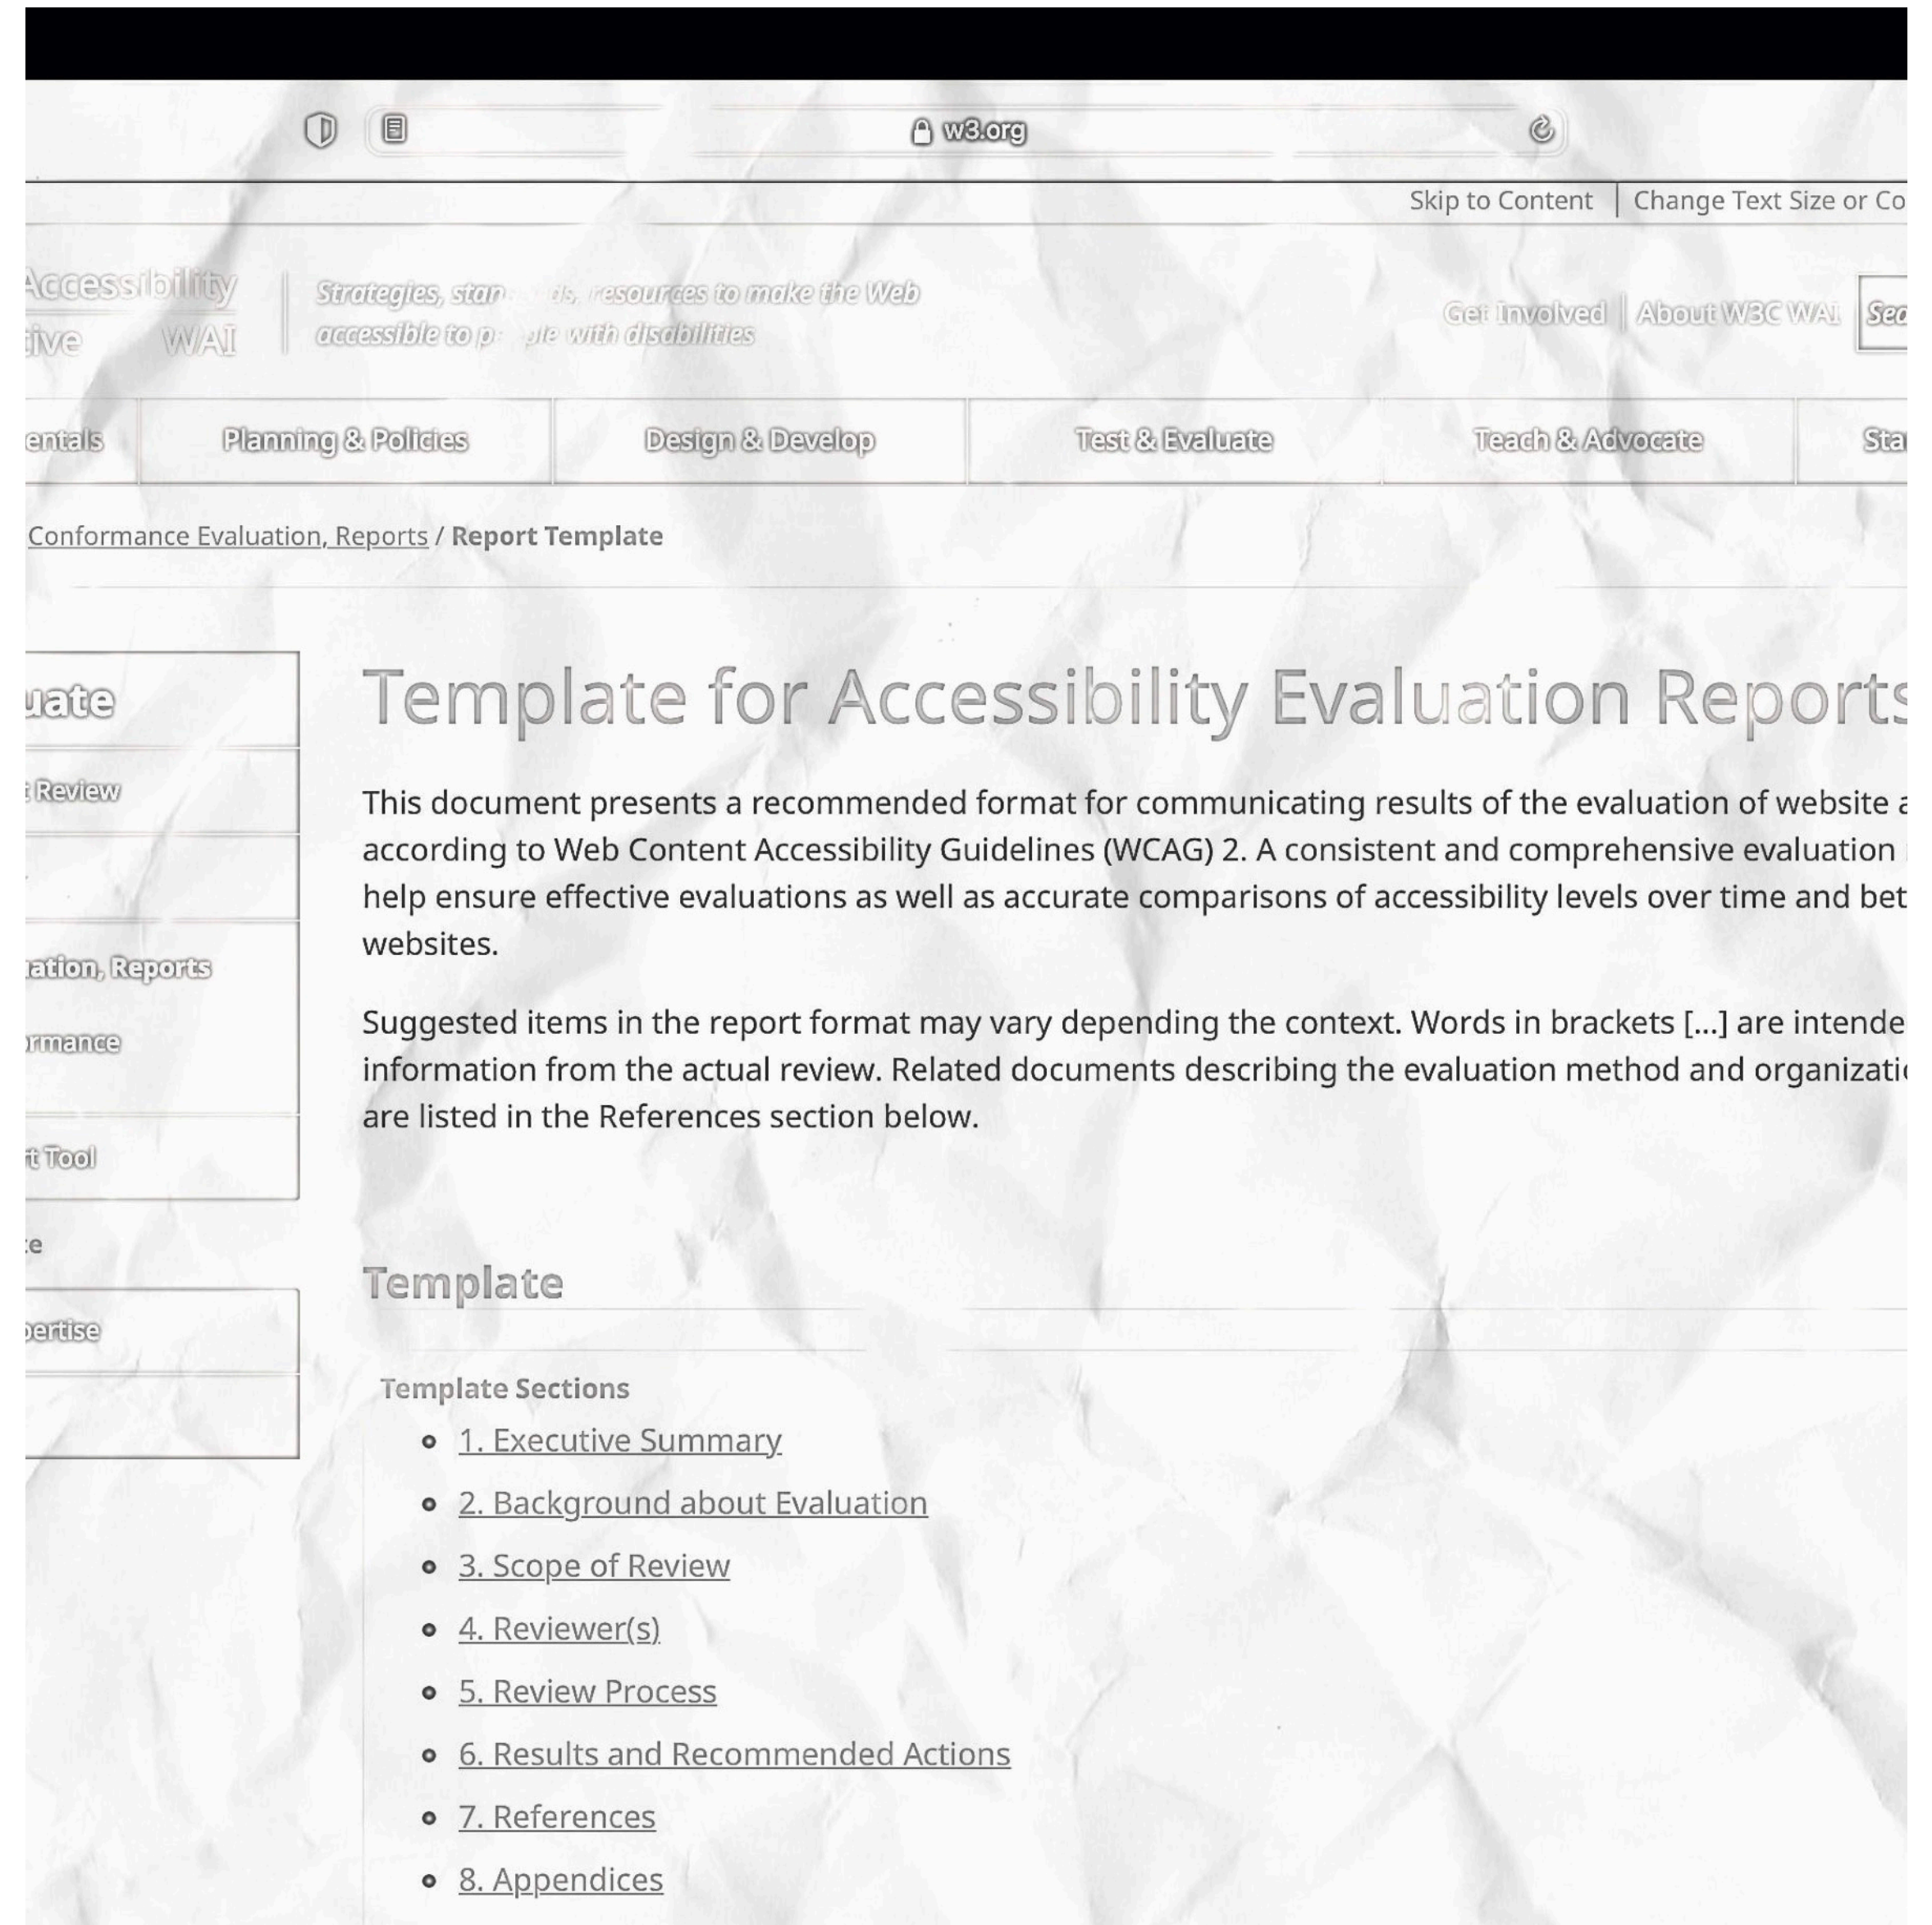 w3.org
Skip to Content | Change Text Size or Co
Accessibility
tive WAI
Strategies, stan ds, resources to make the Web
accessible to p ple with disabilities
Get Involved | About W3C WAI
Sea
entals
Planning & Policies
Design & Develop
Test & Evaluate
Teach & Advocate
Sta
Conformance Evaluation, Reports / Report Template
uate
t Review
ation, Reports
rmance
rt Tool
te
pertise
Template for Accessibility Evaluation Reports
This document presents a recommended format for communicating results of the evaluation of website a
according to Web Content Accessibility Guidelines (WCAG) 2. A consistent and comprehensive evaluation
help ensure effective evaluations as well as accurate comparisons of accessibility levels over time and bet
websites.
Suggested items in the report format may vary depending the context. Words in brackets [...] are intende
information from the actual review. Related documents describing the evaluation method and organizati
are listed in the References section below.
Template
Template Sections
1. Executive Summary
2. Background about Evaluation
3. Scope of Review
4. Reviewer(s)
5. Review Process
6. Results and Recommended Actions
7. References
8. Appendices